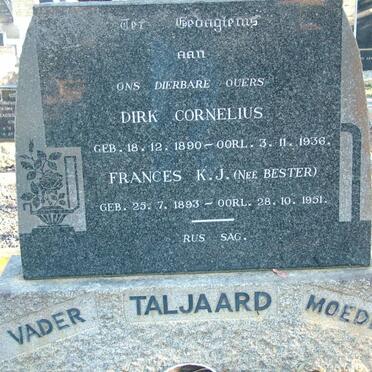 Ter Gedagtenis
AAN
ONS DIERBARE OUERS
DIRK CORNELIUS
GEB. 18. 12. 1890 – OORL. 3. 11. 1936.
FRANCES K.J. (NEE BESTER)
GEB. 25. 7. 1893 – OORL. 28. 10. 1951.
RUS SAG.
VADER TALJAARD MOED